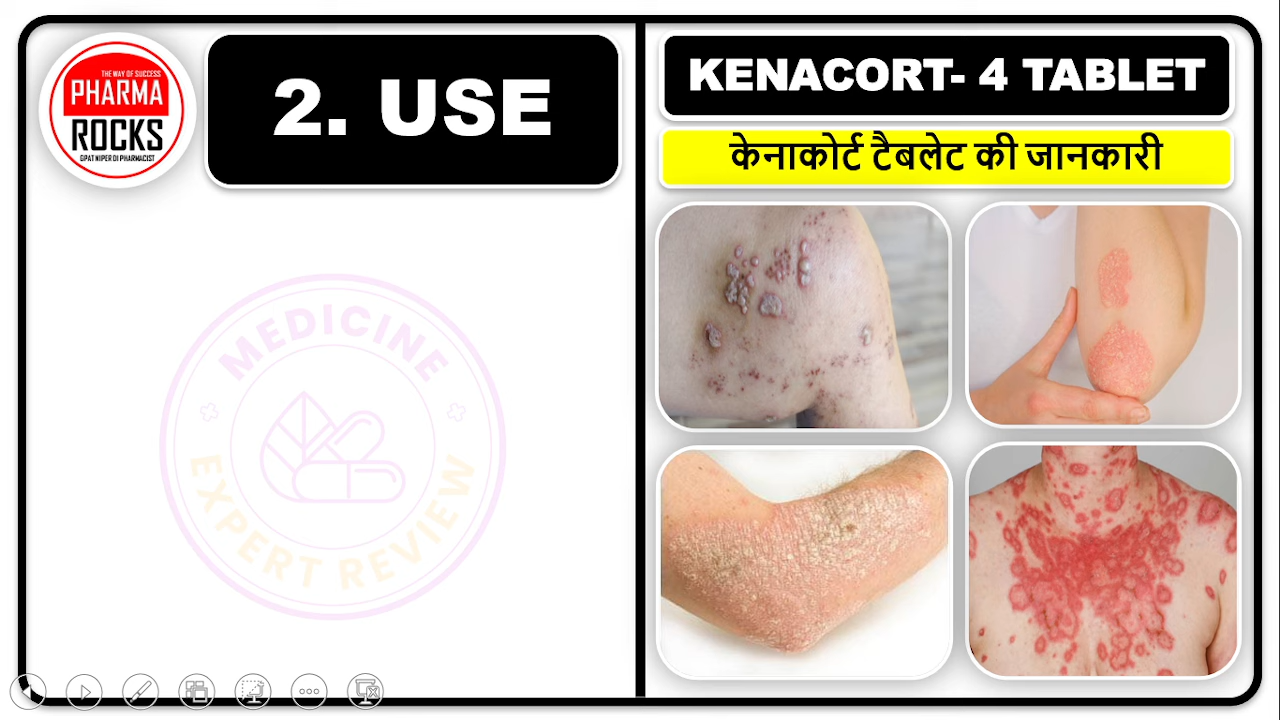 THE WAY OF SUCCESS
PHARMA
ROCKS
GPAT NIPER DI PHARMACIST
2. USE
MEDICINE
EXPERT REVIEW
KENACORT- 4 TABLET
केनाकोर्ट टैबलेट की जानकारी